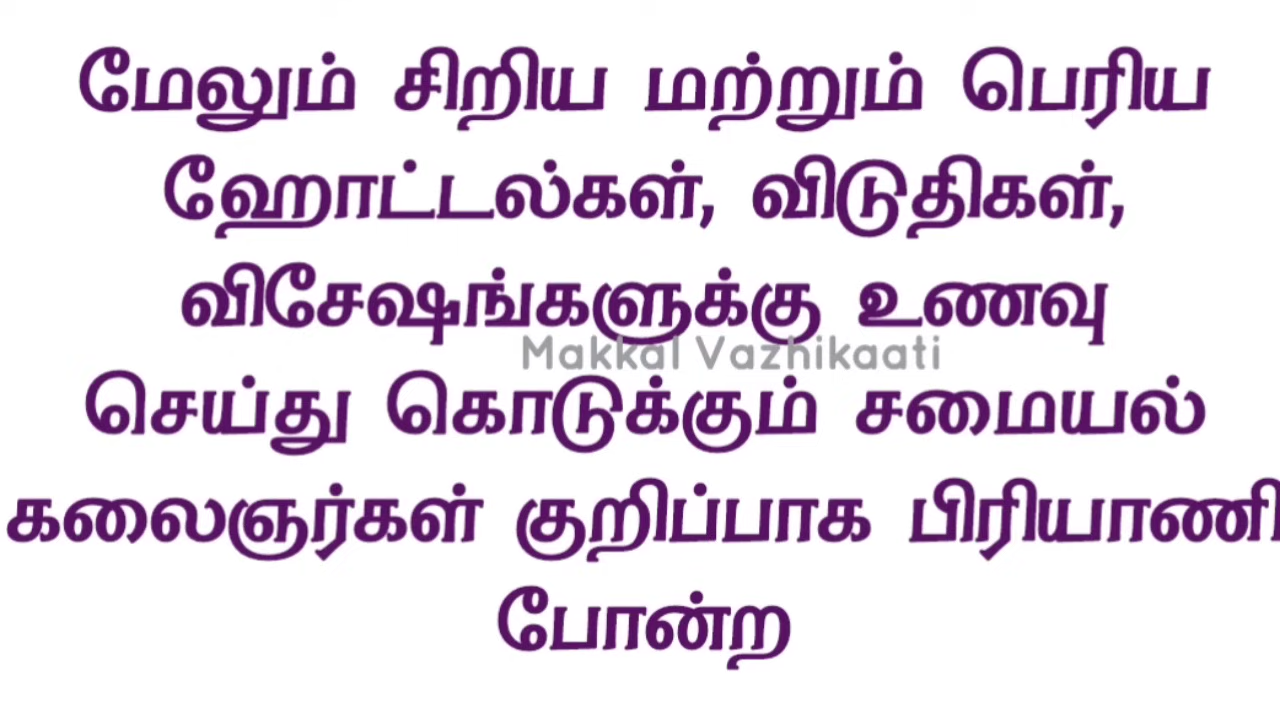 மேலும் சிறிய மற்றும் பெரிய
ஹோட்டல்கள், விடுதிகள்,
விசேஷங்களுக்கு உணவு
Makkal Vazhikaati
செய்து கொடுக்கும் சமையல்
கலைஞர்கள் குறிப்பாக பிரியாணி
போன்ற